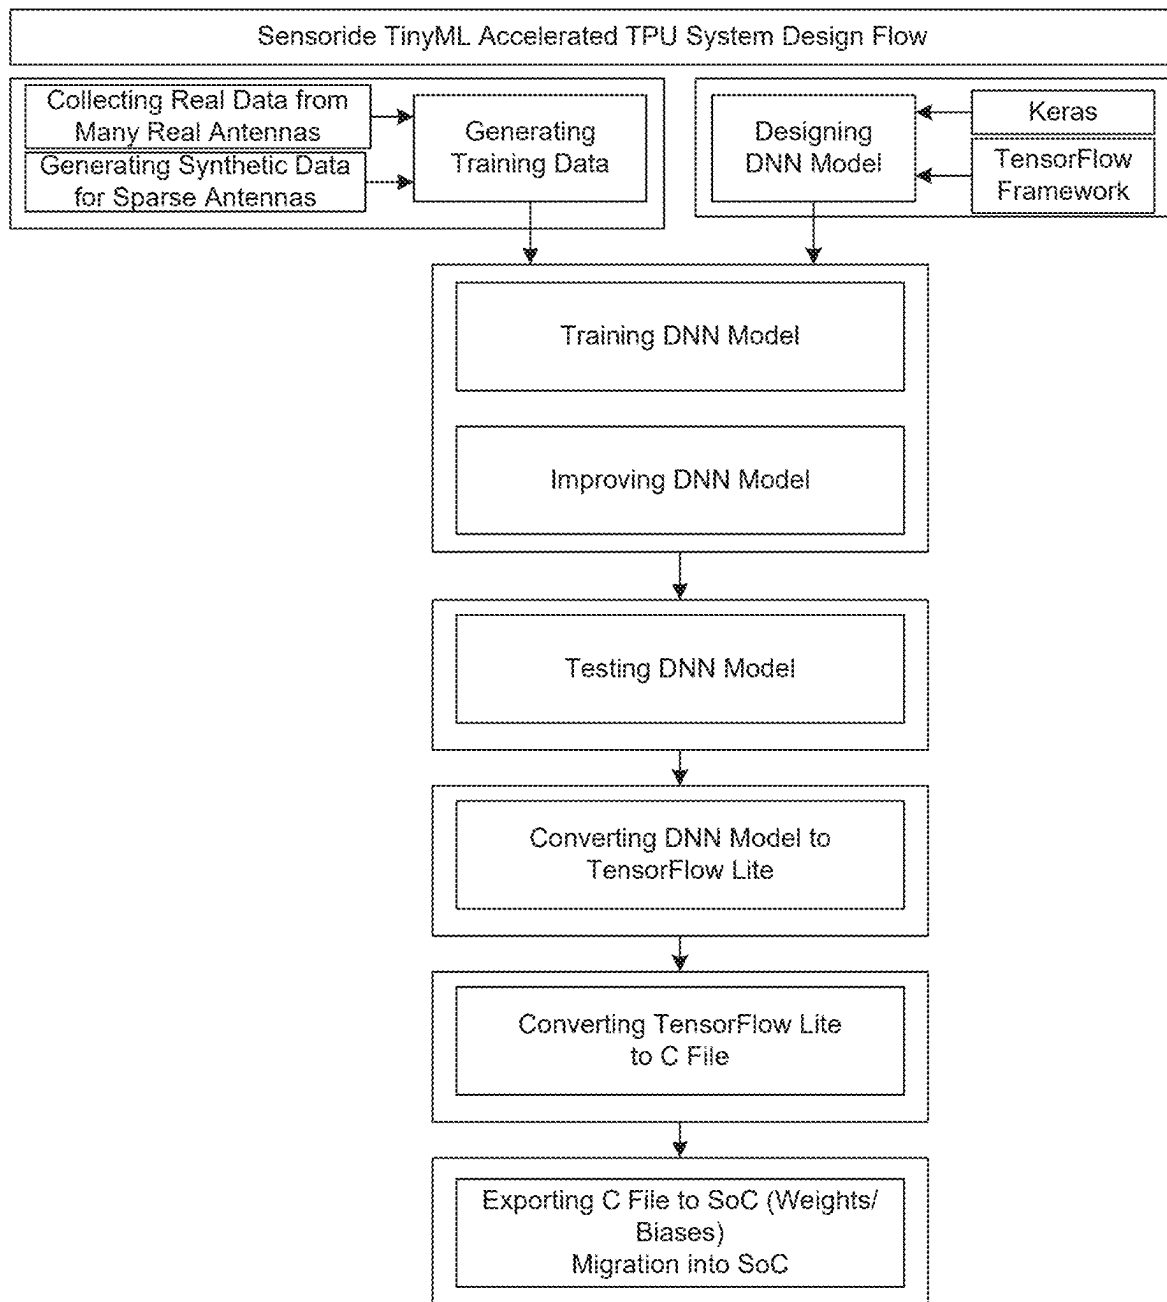 Sensoride TinyML Accelerated TPU System Design Flow
Collecting Real Data from
Many Real Antennas
Generating Synthetic Data
for Sparse Antennas
Generating
Training Data
Designing
DNN Model
Keras
TensorFlow
Framework
Training DNN Model
Improving DNN Model
Testing DNN Model
Converting DNN Model to
TensorFlow Lite
Converting TensorFlow Lite
to C File
Exporting C File to SoC (Weights/
Biases)
Migration into SoC